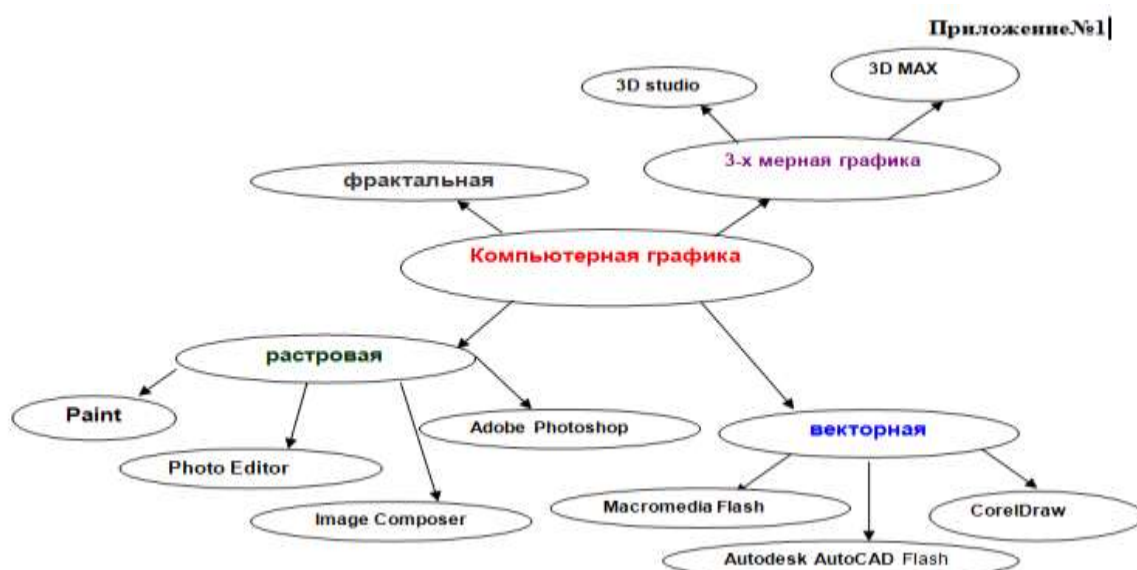 Приложение№1
3D MAX
3D studio
3-х мерная графика
фрактальная
Компьютерная графика
растровая
Paint
Adobe Photoshop
векторная
Photo Editor
Macromedia Flash
CorelDraw
Image Composer
Autodesk AutoCAD Flash